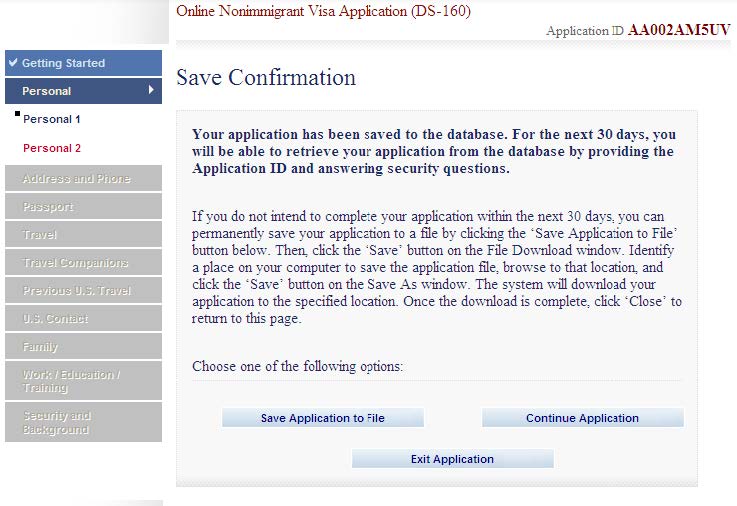 Online Nonimmigrant Visa Application (DS-160)
Application ID AA002AM5UV
Getting Started
Personal
Personal 1
Personal 2
Address and Phone
Passport
Travel
Travel Companions
Previous U.S. Travel
U.S. Contact
Family
Work / Education /
Training
Security and
Background
Save Confirmation
Your application has been saved to the database. For the next 30 days, you
will be able to retrieve your application from the database by providing the
Application ID and answering security questions.
If you do not intend to complete your application within the next 30 days, you can
permanently save your application to a file by clicking the ‘Save Application to File’
button below. Then, click the ‘Save’ button on the File Download window. Identify
a place on your computer to save the application file, browse to that location, and
click the ‘Save’ button on the Save As window. The system will download your
application to the specified location. Once the download is complete, click ‘Close’ to
return to this page.
Choose one of the following options:
Save Application to File
Continue Application
Exit Application